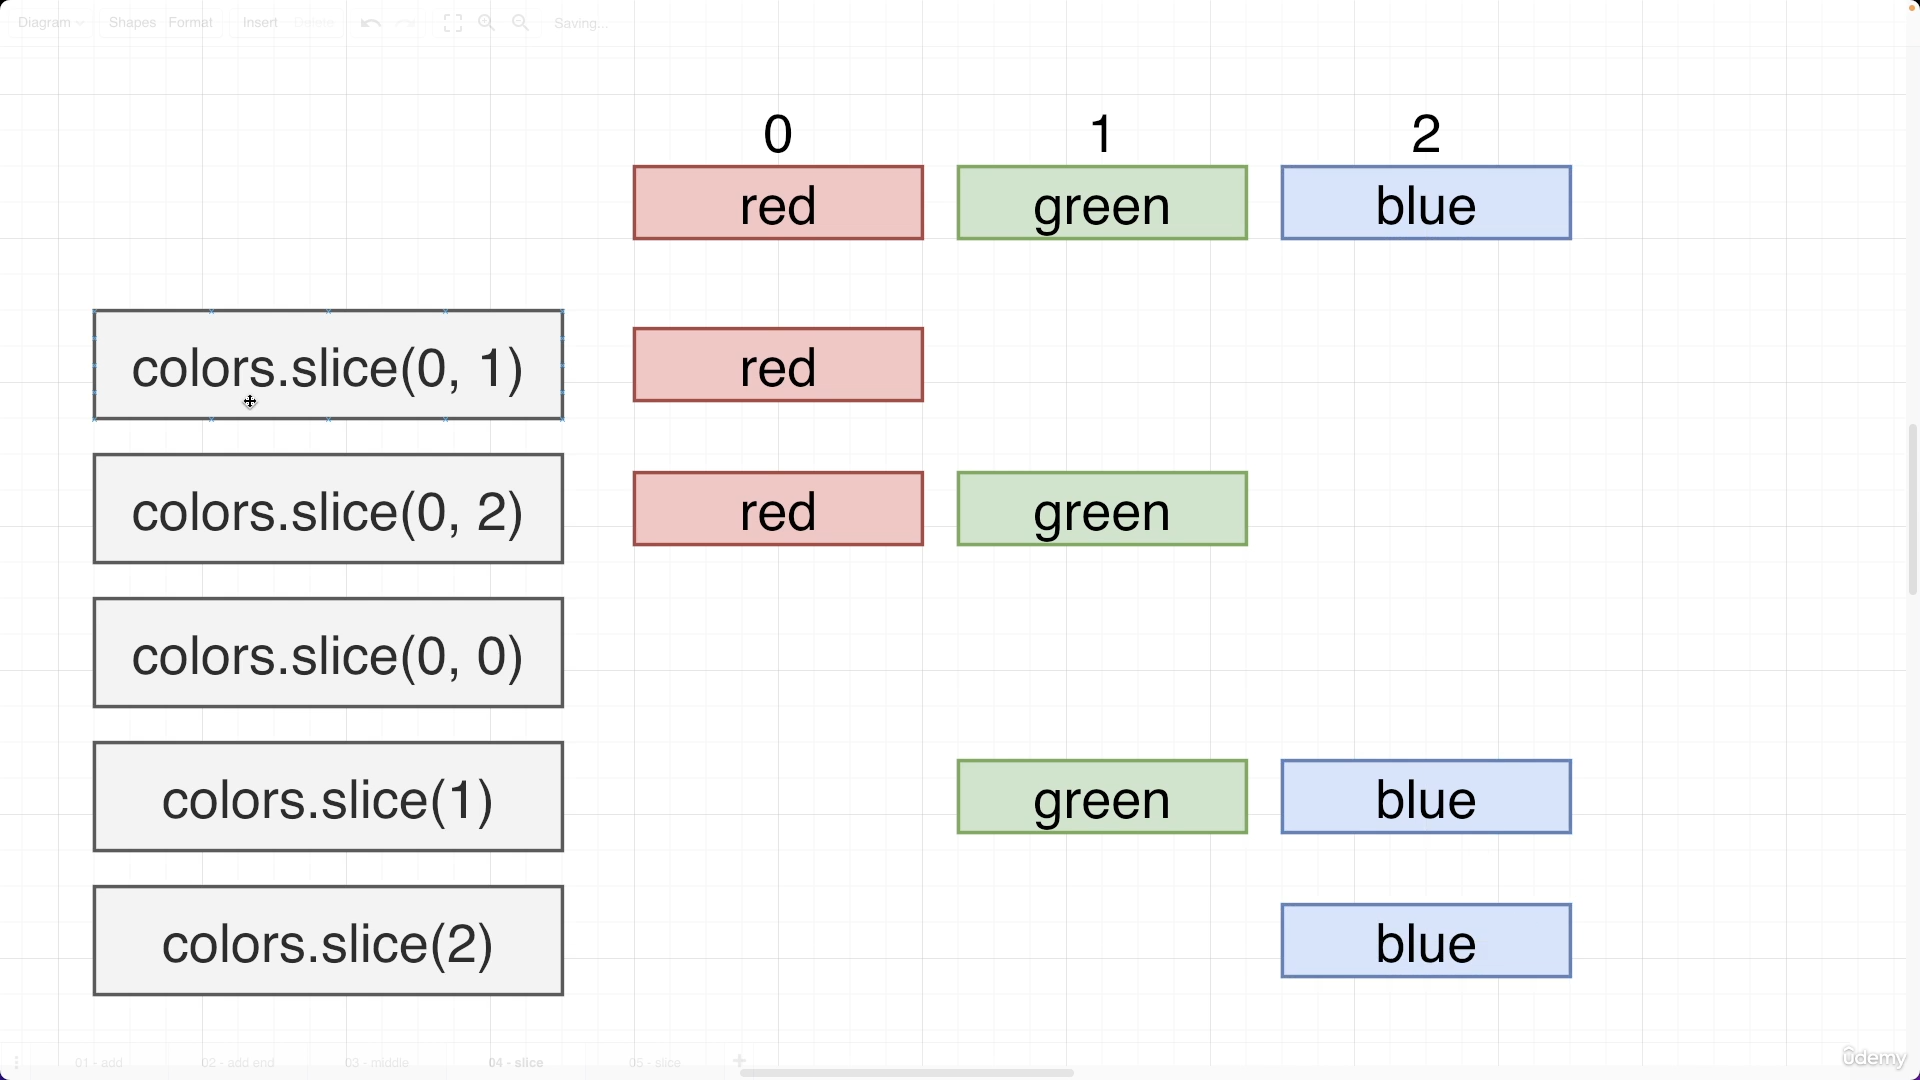 Diagram Shapes Format Insert Delete Saving...
0 1 2
red green blue
colors.slice(0, 1) red
colors.slice(0, 2) red green
colors.slice(0, 0)
colors.slice(1) green blue
colors.slice(2) blue
01 - add 02 - add end 03 - middle 04 - slice 05 - slice
ûdemy